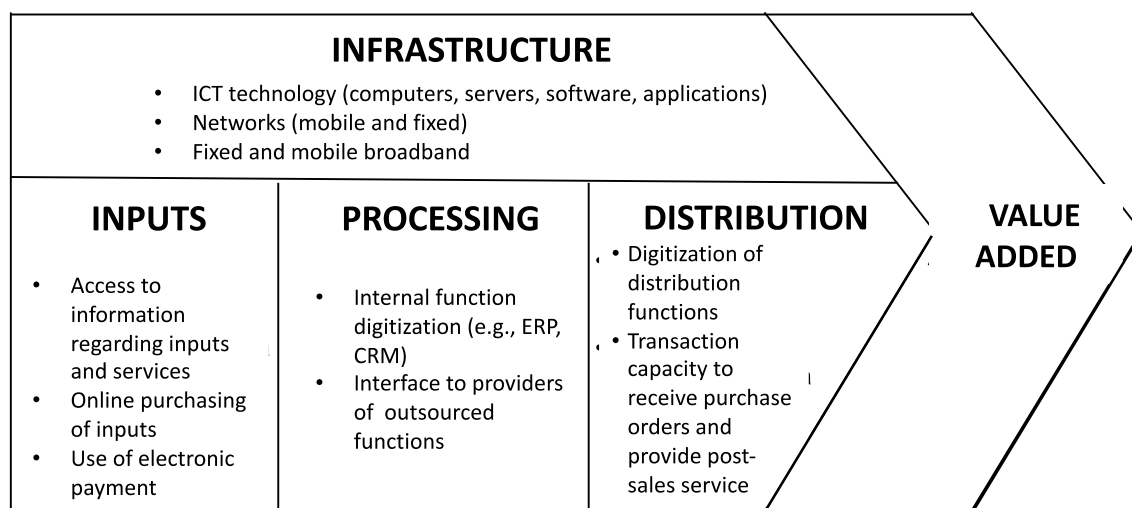 INFRASTRUCTURE
• ICT technology (computers, servers, software, applications)
• Networks (mobile and fixed)
• Fixed and mobile broadband
INPUTS
• Access to
information
regarding inputs
and services
• Online purchasing
of inputs
• Use of electronic
payment
PROCESSING
• Internal function
digitization (e.g., ERP,
CRM)
• Interface to providers
of outsourced
functions
DISTRIBUTION
• Digitization of
distribution
functions
• Transaction
capacity to
receive purchase
orders and
provide post-
sales service
VALUE
ADDED